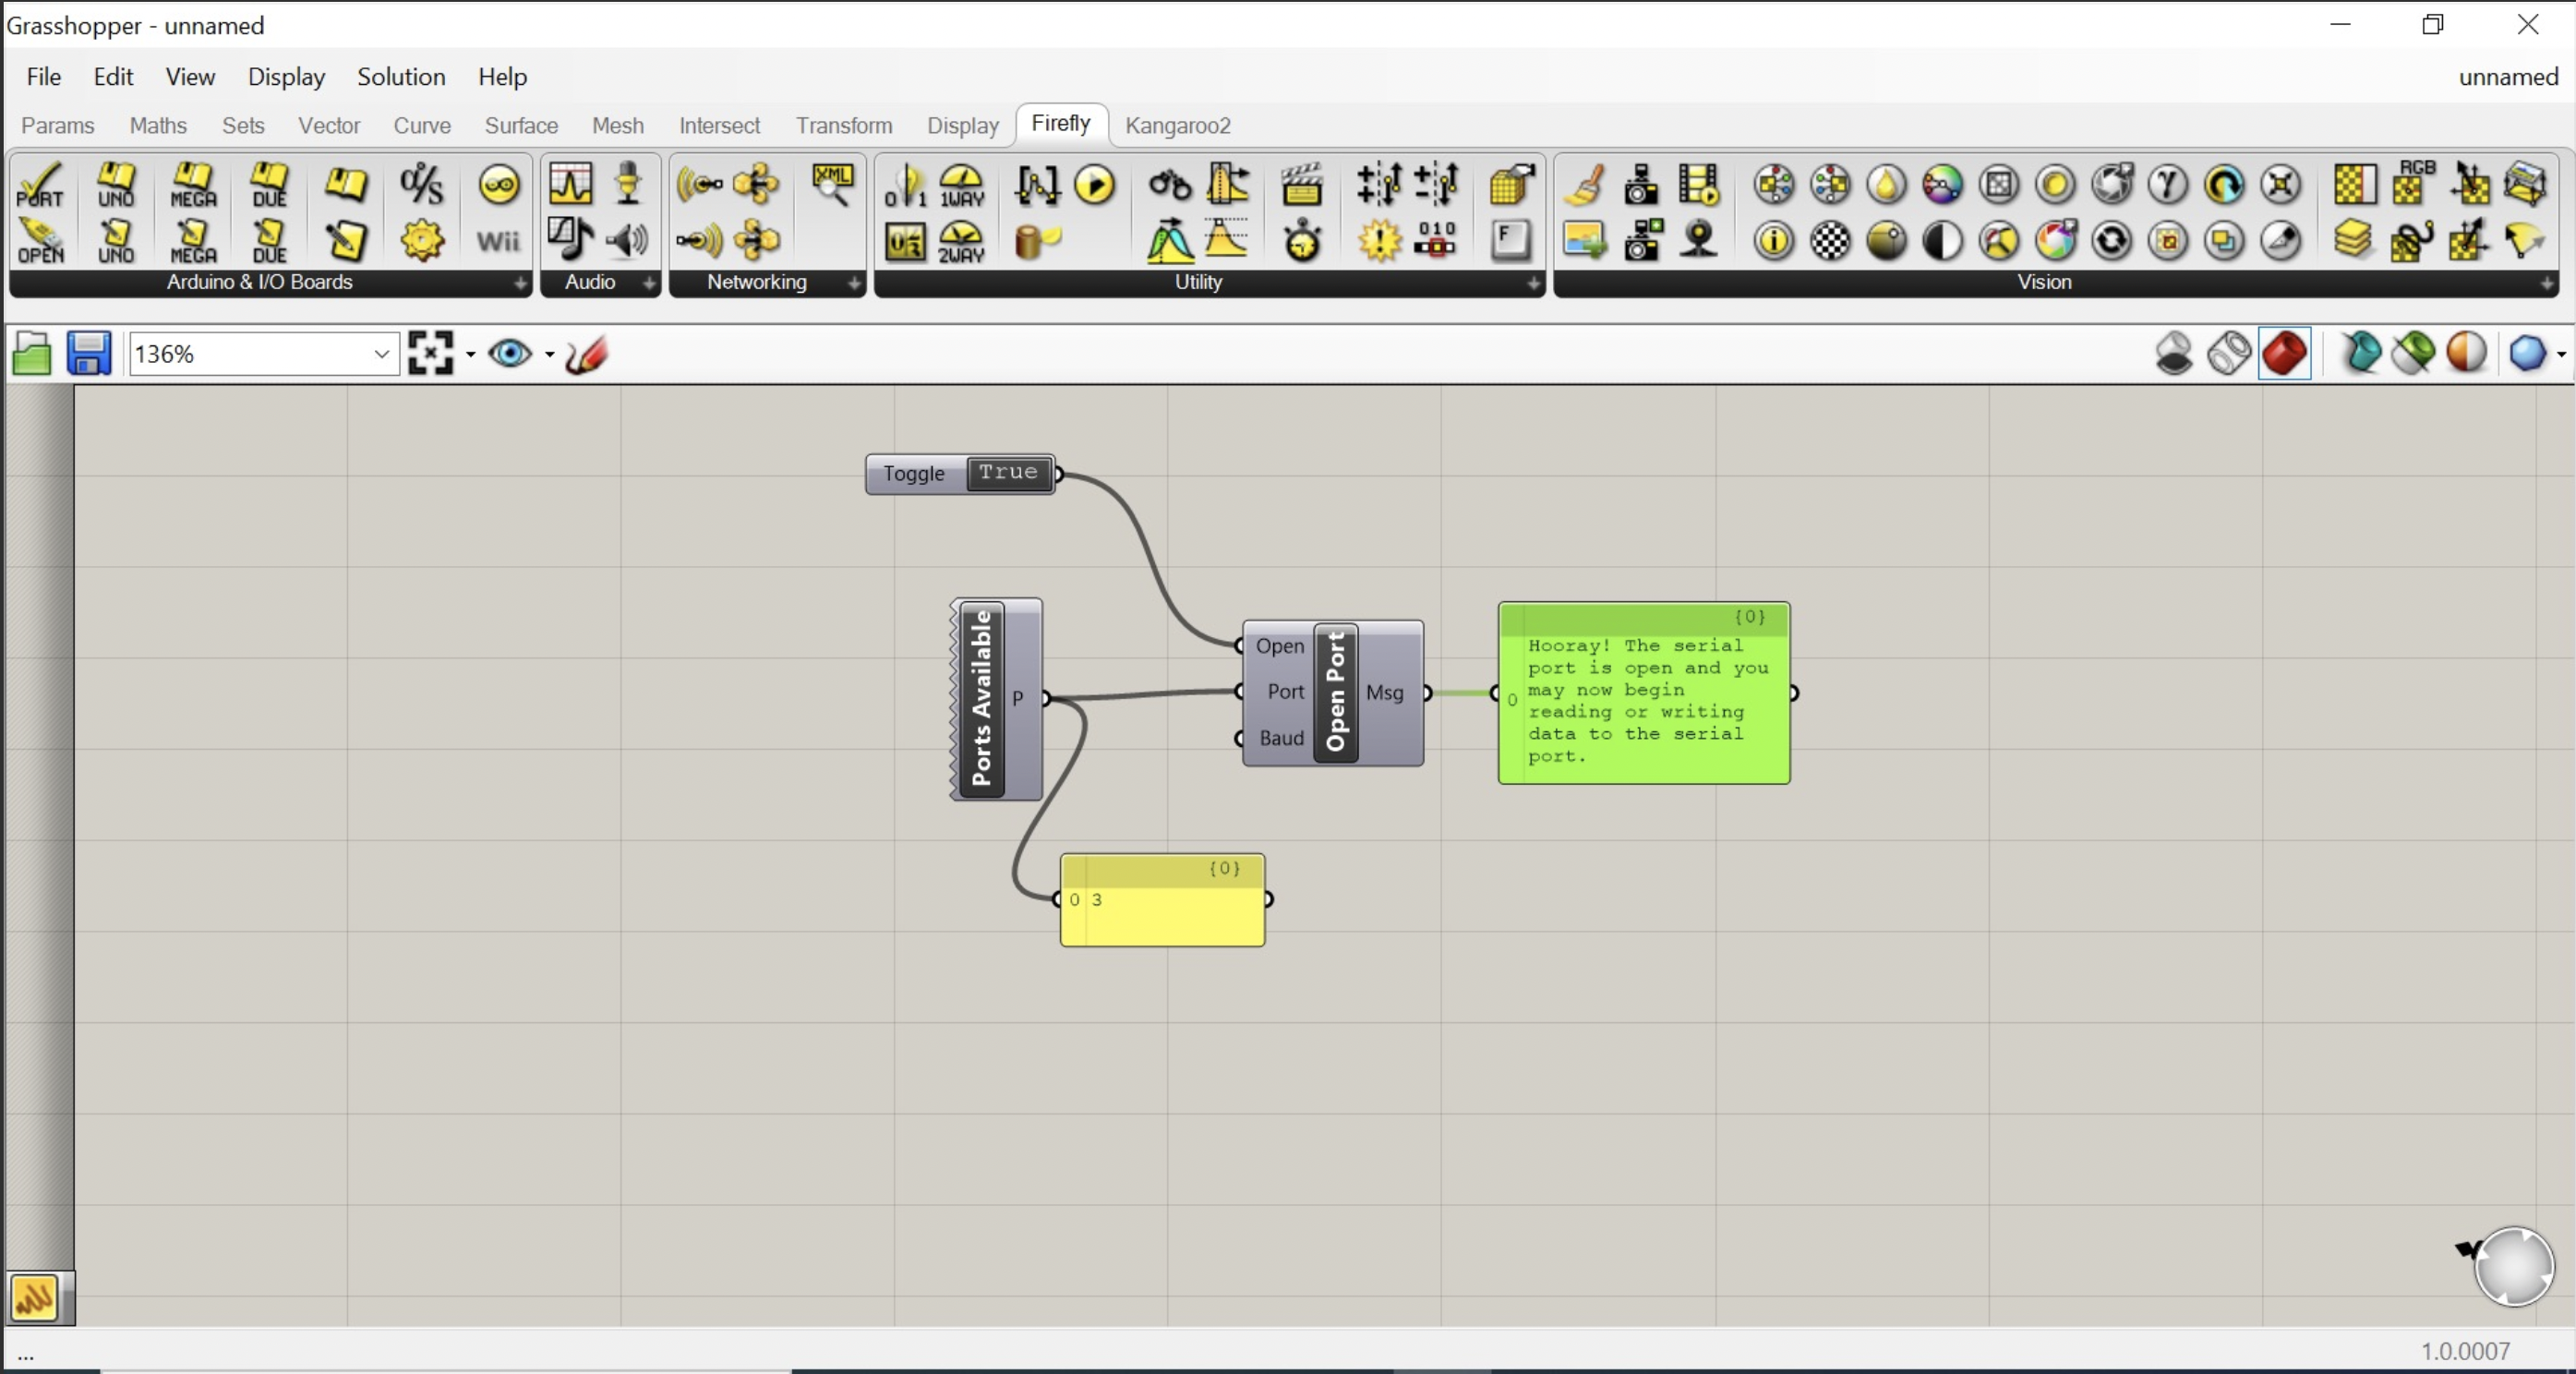 Grasshopper - unnamed
File Edit View Display Solution Help unnamed
Params Maths Sets Vector Curve Surface Mesh Intersect Transform Display Firefly Kangaroo2
PORT UNO MEGA DUE α/s XML 0 1 1WAY RGB
OPEN UNO MEGA DUE Wii 2WAY 010 F
Arduino & I/O Boards Audio Networking Utility Vision
136%
Toggle True
Ports Available
P
Open
Port
Baud
Open Port
Msg
{0}
0
Hooray! The serial
port is open and you
may now begin
reading or writing
data to the serial
port.
{0}
0 3
...
1.0.0007